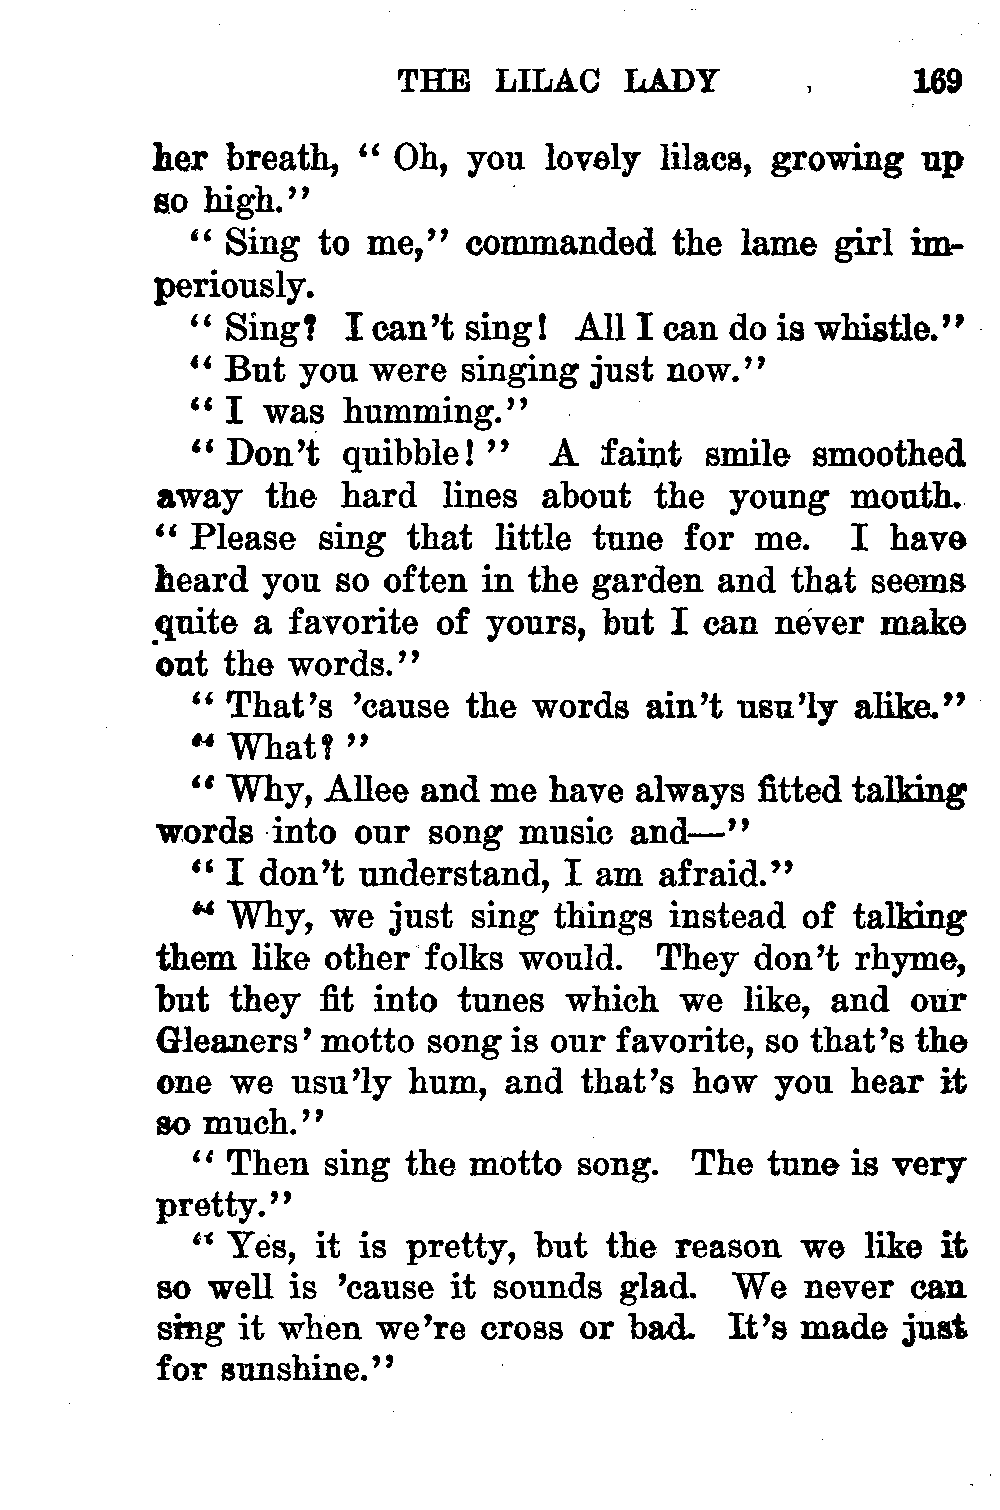 THE LILAC LADY 169
her breath, “ Oh, you lovely lilacs, growing up
so high.”
“ Sing to me,” commanded the lame girl im-
periously.
“ Sing? I can’t sing! All I can do is whistle.”
“ But you were singing just now.”
“ I was humming.”
“ Don’t quibble! ” A faint smile smoothed
away the hard lines about the young mouth.
“ Please sing that little tune for me. I have
heard you so often in the garden and that seems
quite a favorite of yours, but I can never make
out the words.”
“ That’s ’cause the words ain’t usu’ly alike.”
“ What? ”
“ Why, Allee and me have always fitted talking
words into our song music and—”
“ I don’t understand, I am afraid.”
“ Why, we just sing things instead of talking
them like other folks would. They don’t rhyme,
but they fit into tunes which we like, and our
Gleaners’ motto song is our favorite, so that’s the
one we usu’ly hum, and that’s how you hear it
so much.”
“ Then sing the motto song. The tune is very
pretty.”
“ Yes, it is pretty, but the reason we like it
so well is ’cause it sounds glad. We never can
sing it when we’re cross or bad. It’s made just
for sunshine.”